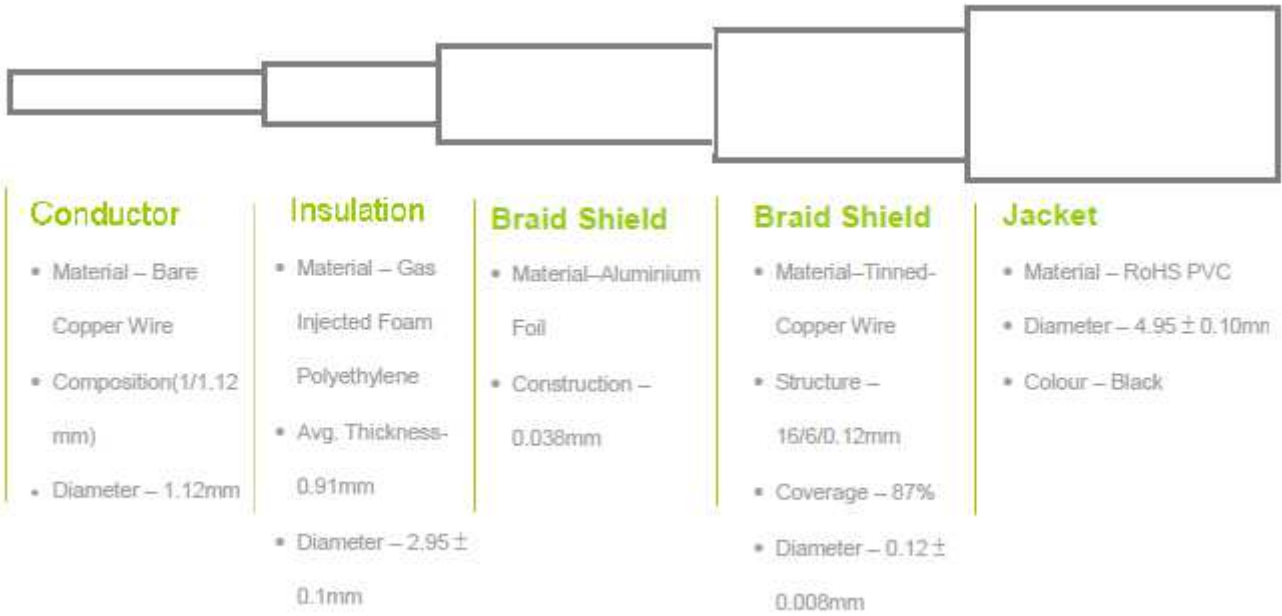 Conductor
• Material – Bare
Copper Wire
• Composition(1/1.12
mm)
• Diameter – 1.12mm
Insulation
• Material – Gas
Injected Foam
Polyethylene
• Avg. Thickness-
0.91mm
• Diameter – 2.95 ±
0.1mm
Braid Shield
• Material–Aluminium
Foil
• Construction –
0.038mm
Braid Shield
• Material–Tinned-
Copper Wire
• Structure –
16/6/0.12mm
• Coverage – 87%
• Diameter – 0.12 ±
0.008mm
Jacket
• Material – RoHS PVC
• Diameter – 4.95 ± 0.10mm
• Colour – Black